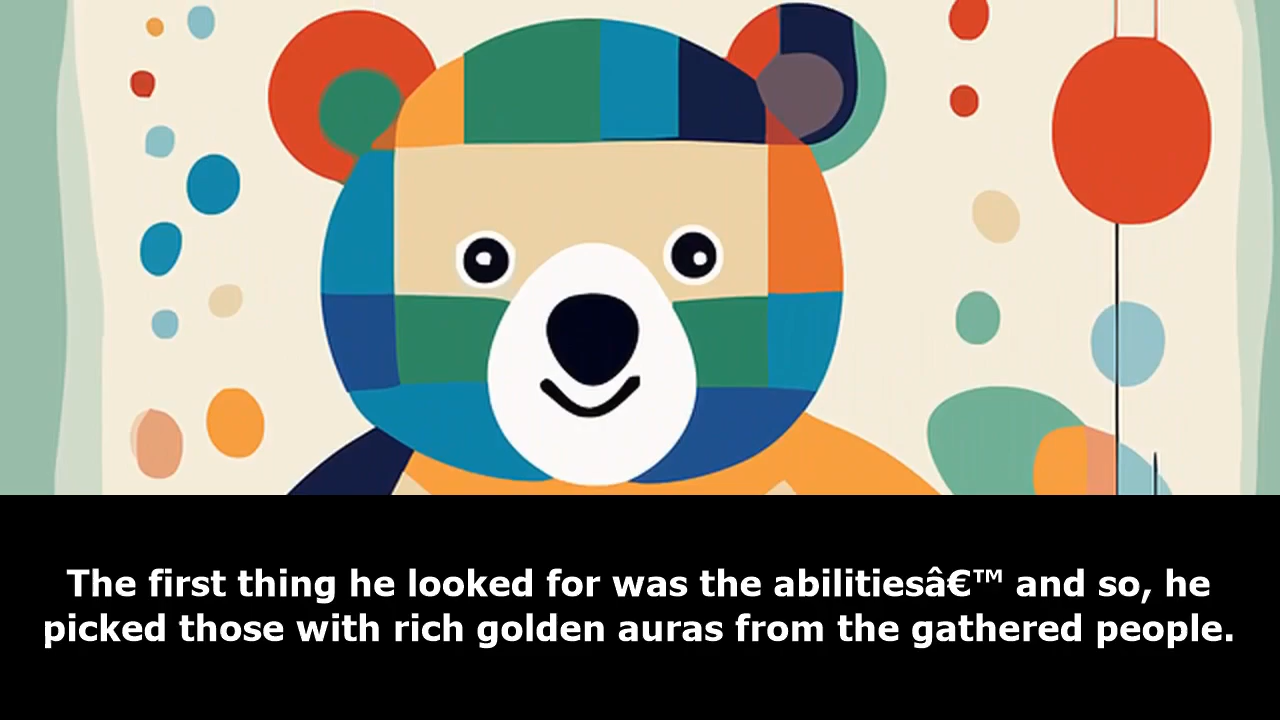 The first thing he looked for was the abilitiesâ€™ and so, he
picked those with rich golden auras from the gathered people.